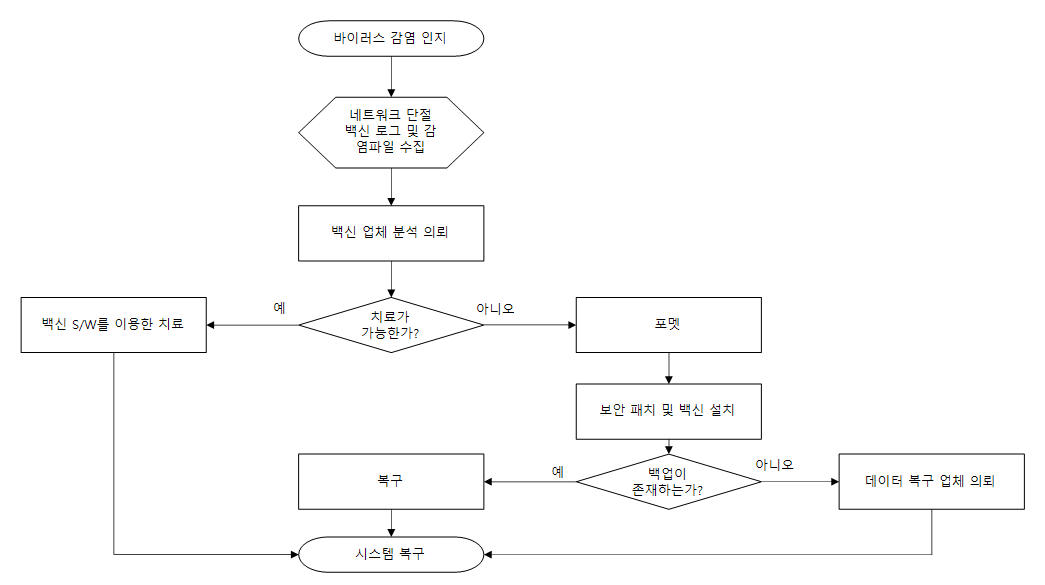 바이러스 감염 인지
네트워크 단절
백신 로그 및 감
염파일 수집
백신 업체 분석 의뢰
예
아니오
백신 S/W를 이용한 치료
치료가
가능한가?
포멧
보안 패치 및 백신 설치
예
아니오
복구
백업이
존재하는가?
데이터 복구 업체 의뢰
시스템 복구